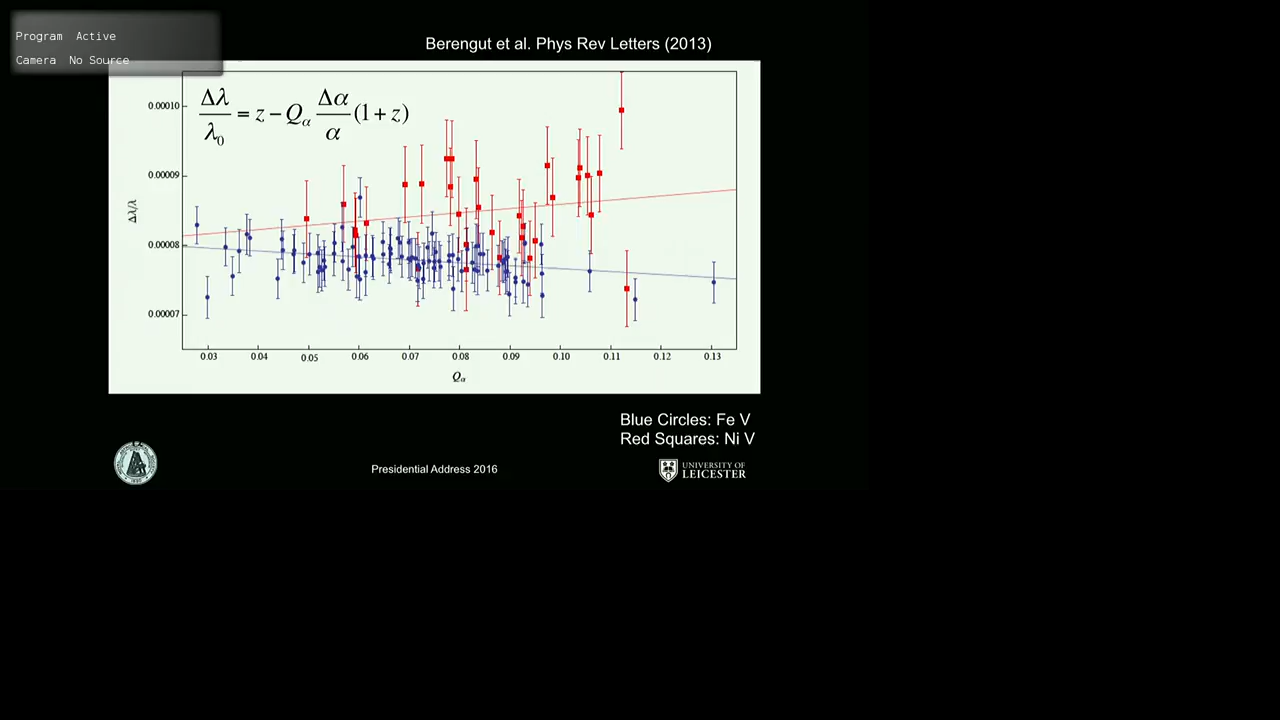 Program Active
Camera No Source
Berengut et al. Phys Rev Letters (2013)
Δλ/λ₀ = z − Qα Δα/α (1 + z)
0.00010
0.00009
0.00008
0.00007
Δλ/λ
0.03 0.04 0.05 0.06 0.07 0.08 0.09 0.10 0.11 0.12 0.13
Qα
Blue Circles: Fe V
Red Squares: Ni V
Presidential Address 2016
UNIVERSITY OF
LEICESTER